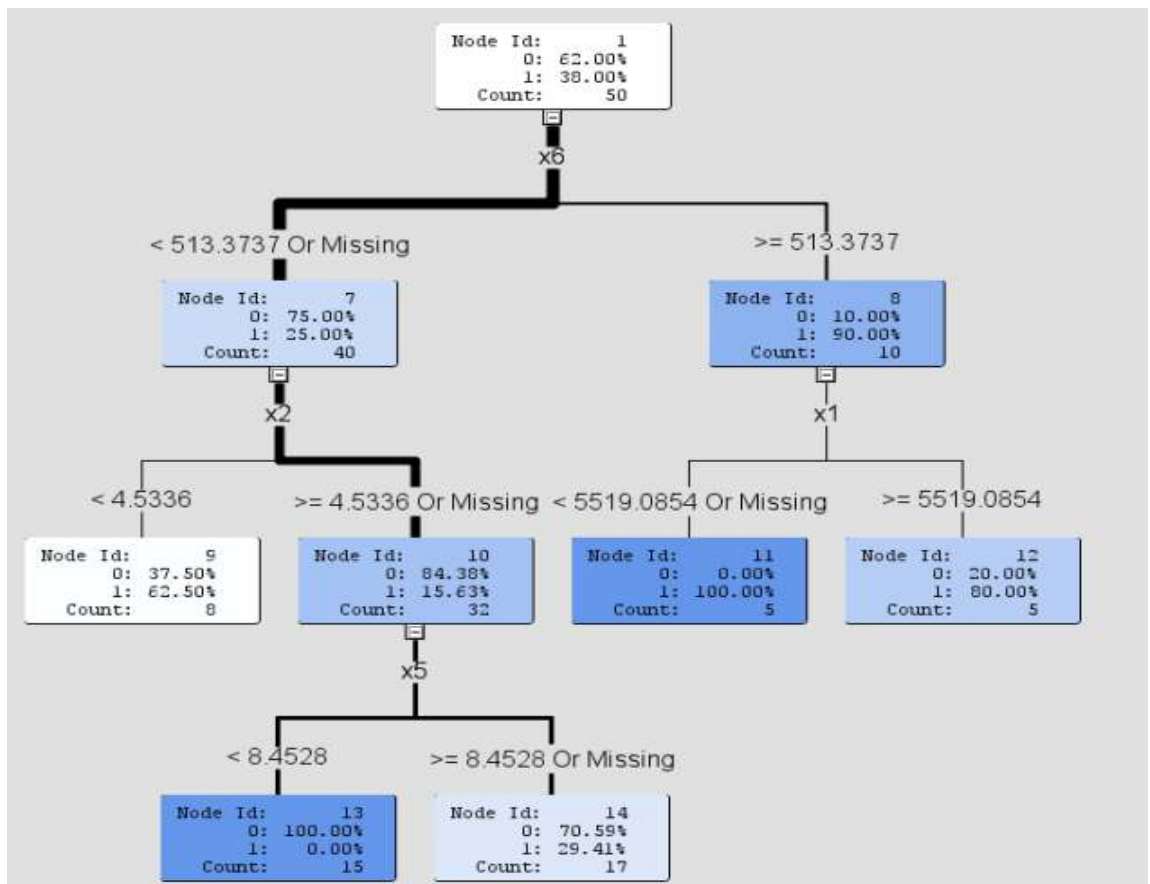 Node Id: 1
0: 62.00%
1: 38.00%
Count: 50
x6
< 513.3737 Or Missing
>= 513.3737
Node Id: 7
0: 75.00%
1: 25.00%
Count: 40
Node Id: 8
0: 10.00%
1: 90.00%
Count: 10
x2
x1
< 4.5336
>= 4.5336 Or Missing
< 5519.0854 Or Missing
>= 5519.0854
Node Id: 9
0: 37.50%
1: 62.50%
Count: 8
Node Id: 10
0: 84.38%
1: 15.63%
Count: 32
Node Id: 11
0: 0.00%
1: 100.00%
Count: 5
Node Id: 12
0: 20.00%
1: 80.00%
Count: 5
x5
< 8.4528
>= 8.4528 Or Missing
Node Id: 13
0: 100.00%
1: 0.00%
Count: 15
Node Id: 14
0: 70.59%
1: 29.41%
Count: 17